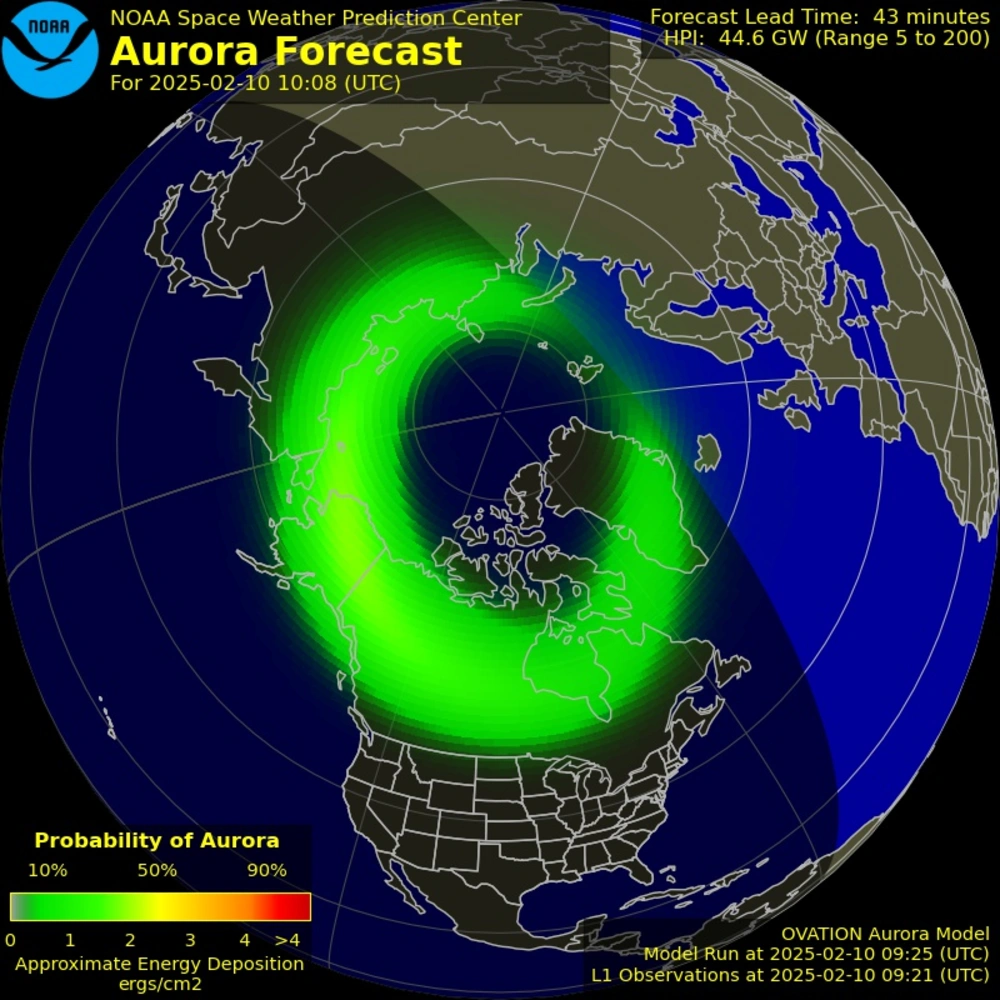 NOAA
NOAA Space Weather Prediction Center
Aurora Forecast
For 2025-02-10 10:08 (UTC)
Forecast Lead Time: 43 minutes
HPI: 44.6 GW (Range 5 to 200)
Probability of Aurora
10% 50% 90%
0 1 2 3 4 >4
Approximate Energy Deposition
ergs/cm2
OVATION Aurora Model
Model Run at 2025-02-10 09:25 (UTC)
L1 Observations at 2025-02-10 09:21 (UTC)